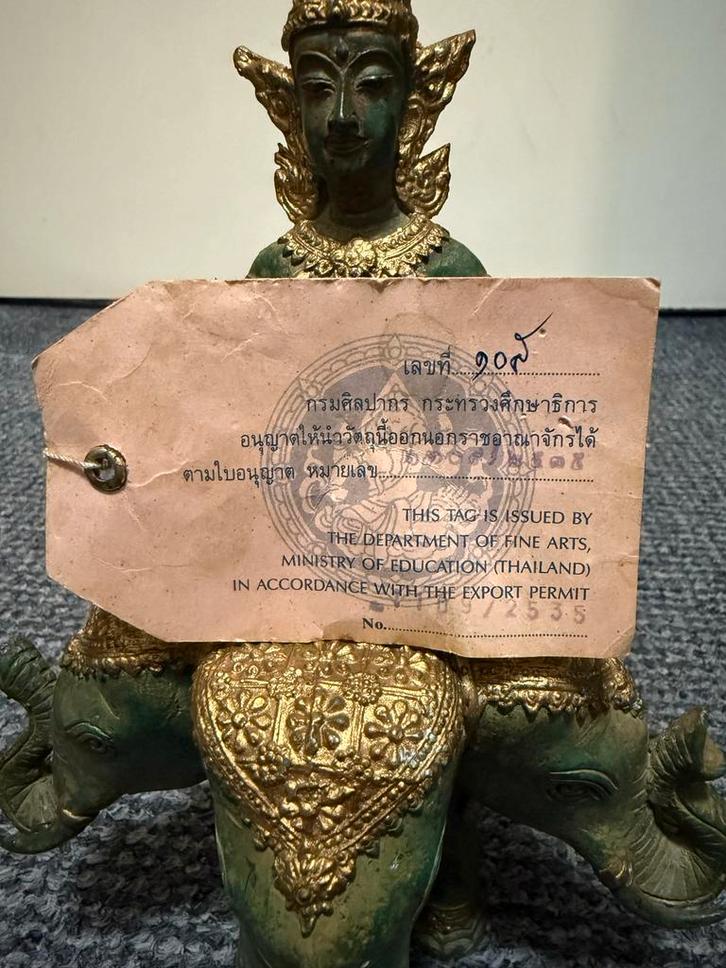 เลขที่ ๑๐๕
กรมศิลปากร กระทรวงศึกษาธิการ
อนุญาตให้นำวัตถุนี้ออกนอกราชอาณาจักรได้
ตามใบอนุญาต หมายเลข
THIS TAG IS ISSUED BY
THE DEPARTMENT OF FINE ARTS,
MINISTRY OF EDUCATION (THAILAND)
IN ACCORDANCE WITH THE EXPORT PERMIT
No.